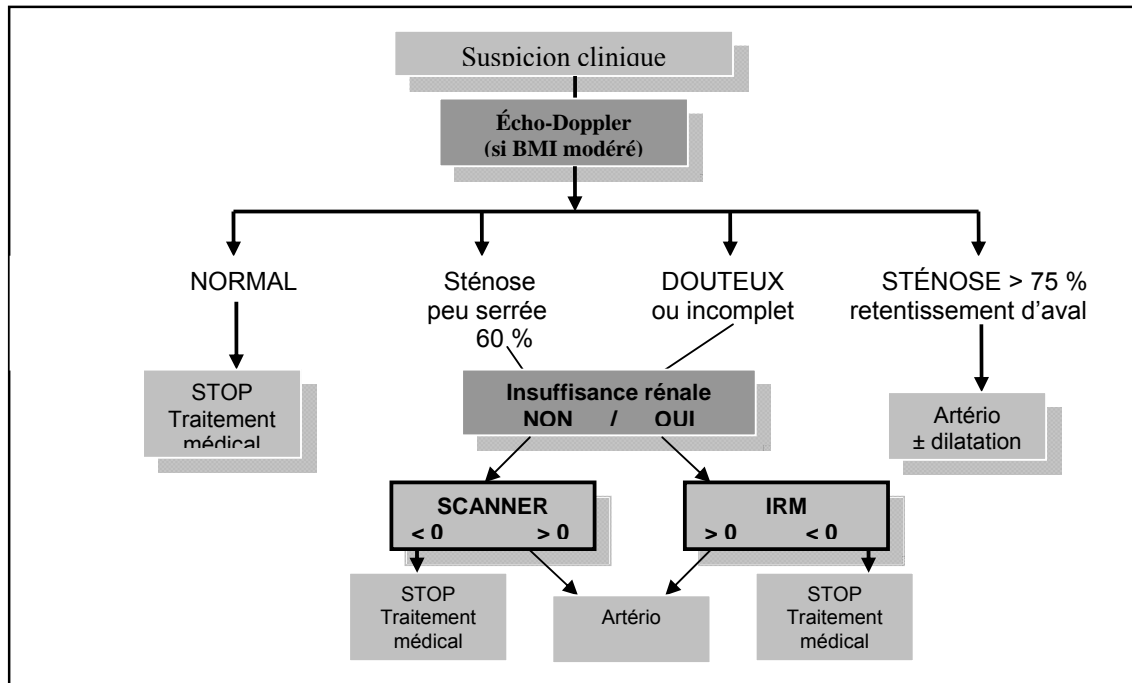 Suspicion clinique
Écho-Doppler
(si BMI modéré)
NORMAL
Sténose
peu serrée
60 %
DOUTEUX
ou incomplet
STÉNOSE > 75 %
retentissement d’aval
STOP
Traitement
médical
Insuffisance rénale
NON / OUI
Artério
± dilatation
SCANNER
< 0 > 0
IRM
> 0 < 0
STOP
Traitement
médical
Artério
STOP
Traitement
médical